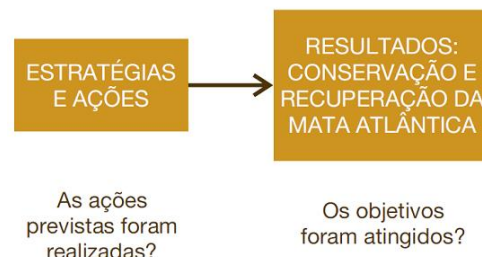 ESTRATÉGIAS
E AÇÕES
RESULTADOS:
CONSERVAÇÃO E
RECUPERAÇÃO DA
MATA ATLÂNTICA
As ações
previstas foram
realizadas?
Os objetivos
foram atingidos?